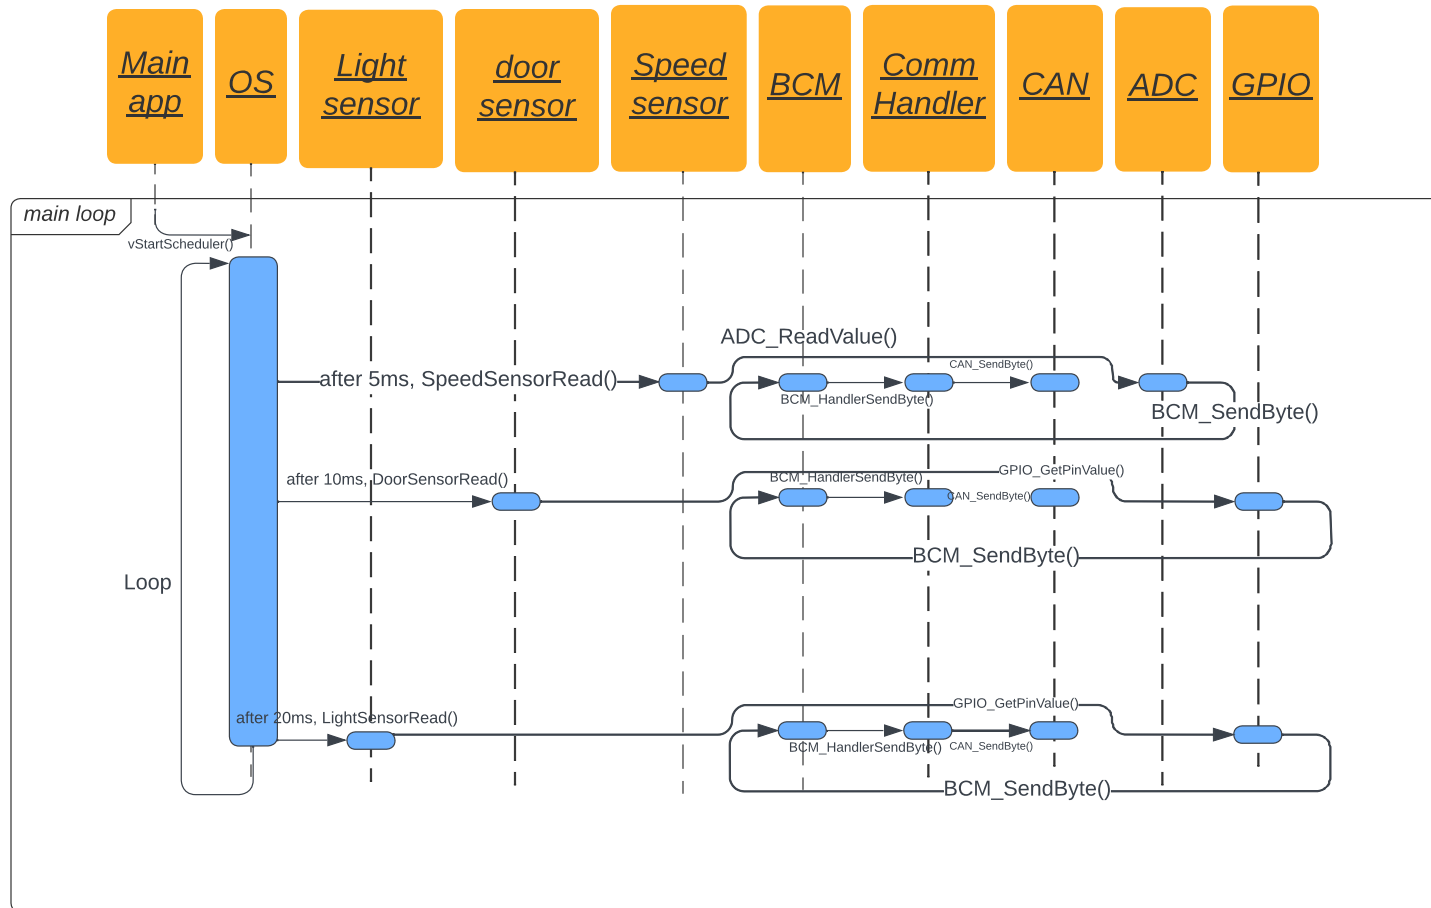 Main
app
OS
Light
sensor
door
sensor
Speed
sensor
BCM
Comm
Handler
CAN
ADC
GPIO
main loop
vStartScheduler()
ADC_ReadValue()
after 5ms, SpeedSensorRead()
CAN_SendByte()
BCM_HandlerSendByte()
BCM_SendByte()
after 10ms, DoorSensorRead()
BCM_HandlerSendByte()
GPIO_GetPinValue()
CAN_SendByte()
BCM_SendByte()
Loop
after 20ms, LightSensorRead()
GPIO_GetPinValue()
BCM_HandlerSendByte()
CAN_SendByte()
BCM_SendByte()